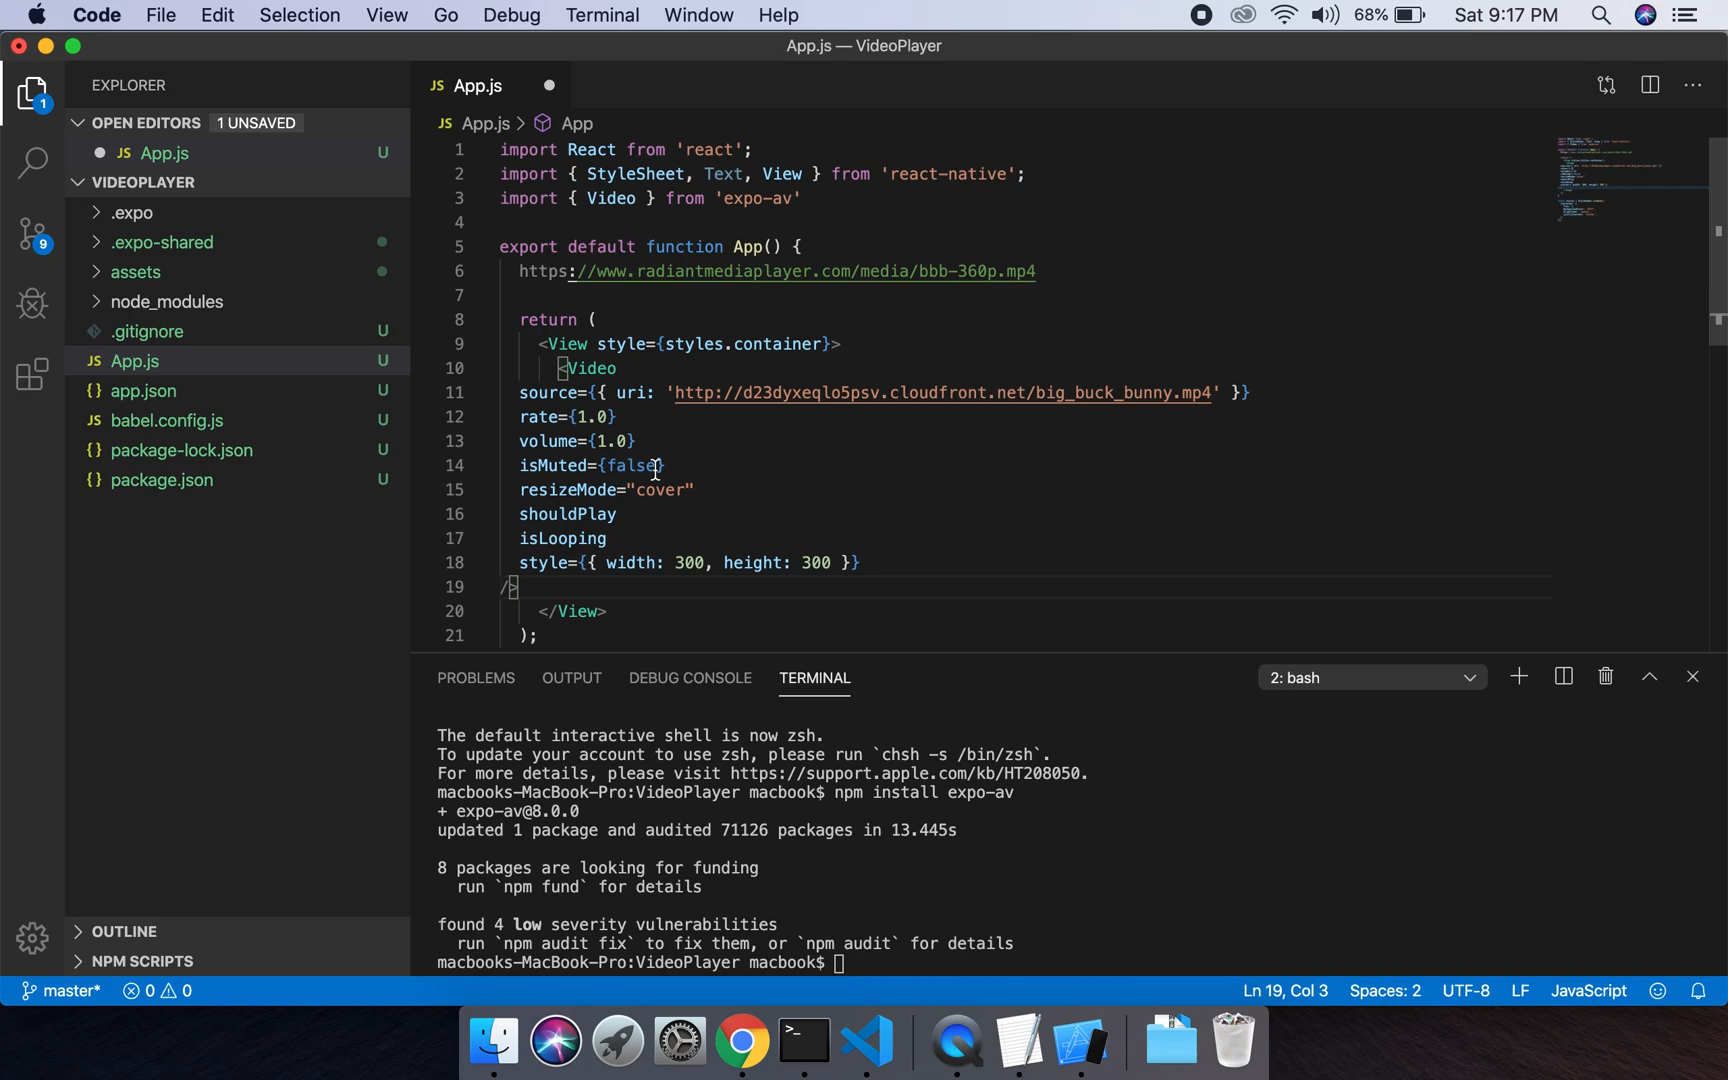 Code File Edit Selection View Go Debug Terminal Window Help 68% Sat 9:17 PM
App.js — VideoPlayer
EXPLORER
OPEN EDITORS 1 UNSAVED
JS App.js U
VIDEOPLAYER
.expo
.expo-shared
assets
node_modules
.gitignore U
JS App.js U
{} app.json U
JS babel.config.js U
{} package-lock.json U
{} package.json U
OUTLINE
NPM SCRIPTS
1
9
JS App.js
JS App.js > App
1 import React from 'react';
2 import { StyleSheet, Text, View } from 'react-native';
3 import { Video } from 'expo-av'
4
5 export default function App() {
6 https://www.radiantmediaplayer.com/media/bbb-360p.mp4
7
8 return (
9 <View style={styles.container}>
10 <Video
11 source={{ uri: 'http://d23dyxeqlo5psv.cloudfront.net/big_buck_bunny.mp4' }}
12 rate={1.0}
13 volume={1.0}
14 isMuted={false}
15 resizeMode="cover"
16 shouldPlay
17 isLooping
18 style={{ width: 300, height: 300 }}
19 />
20 </View>
21 );
PROBLEMS OUTPUT DEBUG CONSOLE TERMINAL 2: bash
The default interactive shell is now zsh.
To update your account to use zsh, please run `chsh -s /bin/zsh`.
For more details, please visit https://support.apple.com/kb/HT208050.
macbooks-MacBook-Pro:VideoPlayer macbook$ npm install expo-av
+ expo-av@8.0.0
updated 1 package and audited 71126 packages in 13.445s
8 packages are looking for funding
run `npm fund` for details
found 4 low severity vulnerabilities
run `npm audit fix` to fix them, or `npm audit` for details
macbooks-MacBook-Pro:VideoPlayer macbook$
master* 0 0 Ln 19, Col 3 Spaces: 2 UTF-8 LF JavaScript